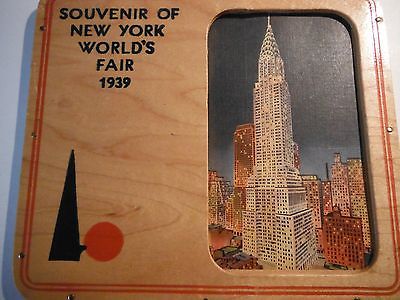 SOUVENIR OF
NEW YORK
WORLD'S
FAIR
1939